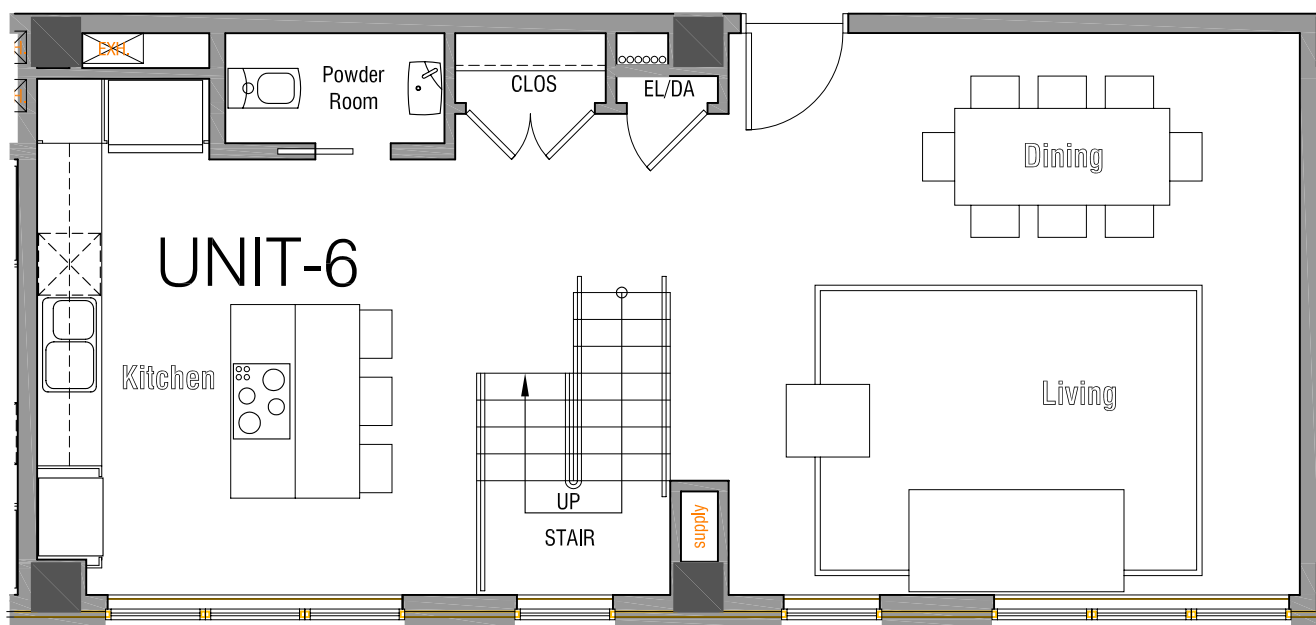 EXH.
Powder
Room
CLOS
EL/DA
Dining
UNIT-6
Kitchen
Living
UP
STAIR
supply